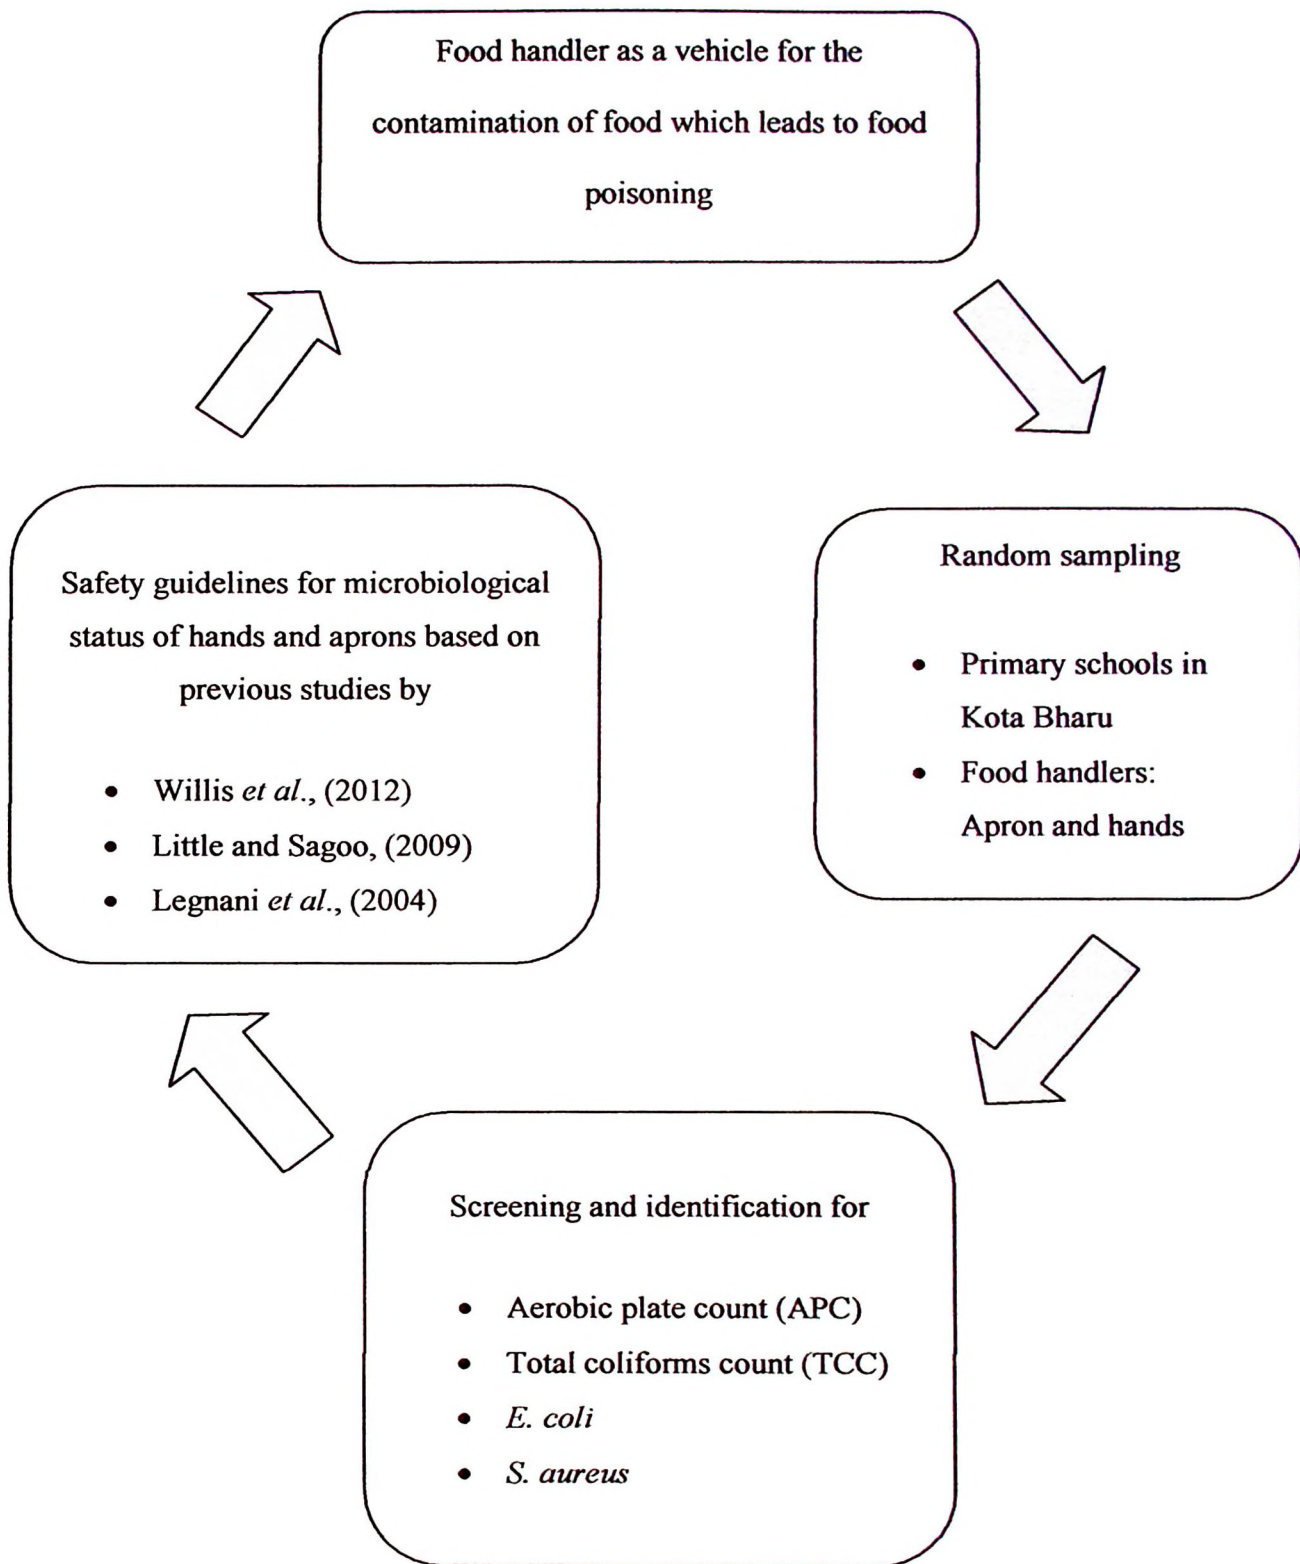 Food handler as a vehicle for the
contamination of food which leads to food
poisoning
Random sampling
• Primary schools in
Kota Bharu
• Food handlers:
Apron and hands
Screening and identification for
• Aerobic plate count (APC)
• Total coliforms count (TCC)
• E. coli
• S. aureus
Safety guidelines for microbiological
status of hands and aprons based on
previous studies by
• Willis et al., (2012)
• Little and Sagoo, (2009)
• Legnani et al., (2004)